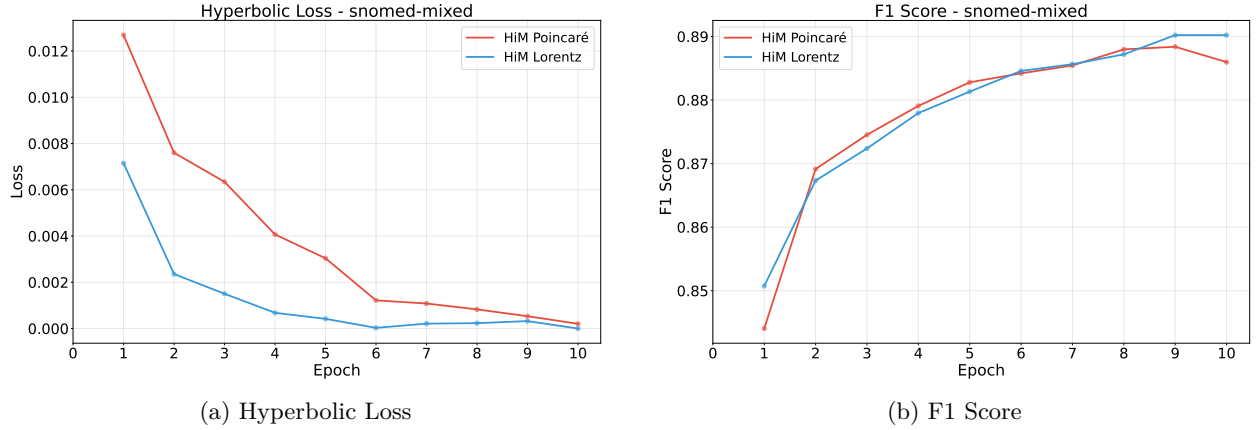 Hyperbolic Loss - snomed-mixed
HiM Poincaré
HiM Lorentz
0.012
0.010
0.008
0.006
0.004
0.002
0.000
Loss
0 1 2 3 4 5 6 7 8 9 10
Epoch
(a) Hyperbolic Loss
F1 Score - snomed-mixed
HiM Poincaré
HiM Lorentz
0.89
0.88
0.87
0.86
0.85
F1 Score
0 1 2 3 4 5 6 7 8 9 10
Epoch
(b) F1 Score